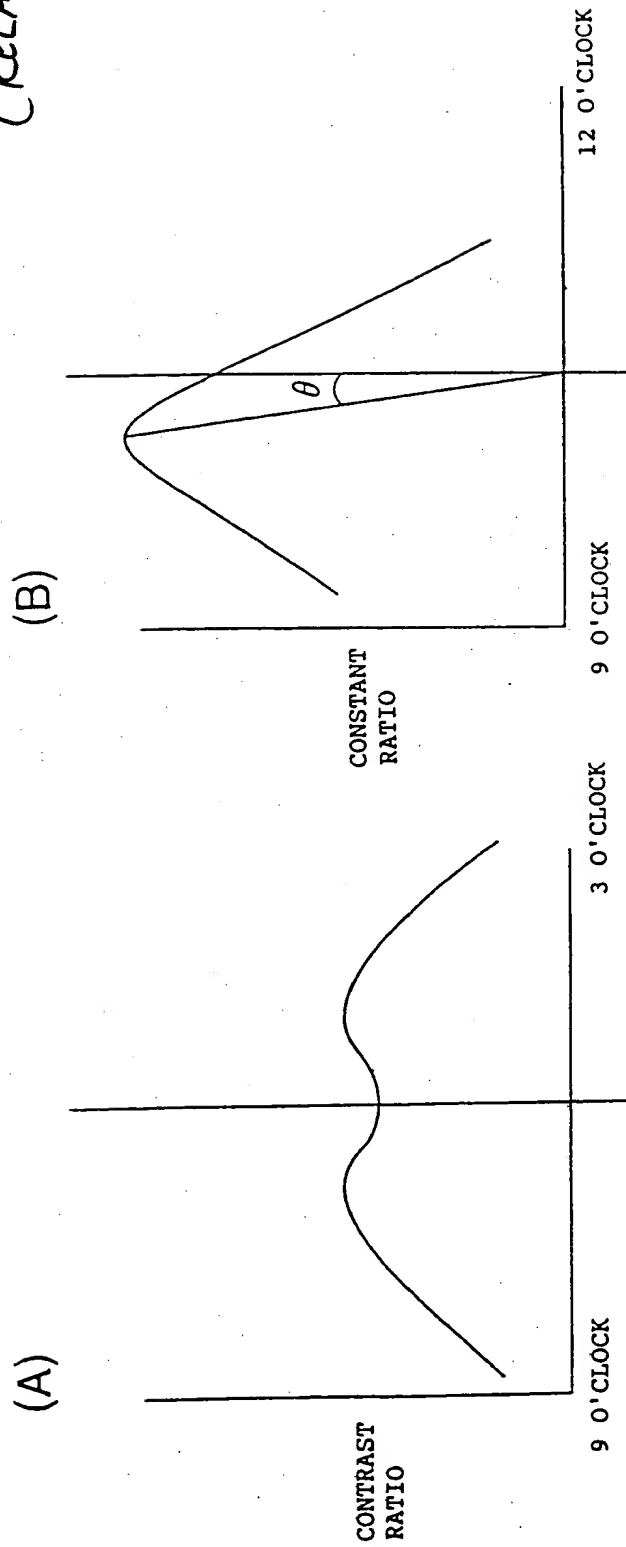 (A)
CONTRAST
RATIO
9 O'CLOCK
3 O'CLOCK
(B)
CONSTANT
RATIO
θ
9 O'CLOCK
12 O'CLOCK